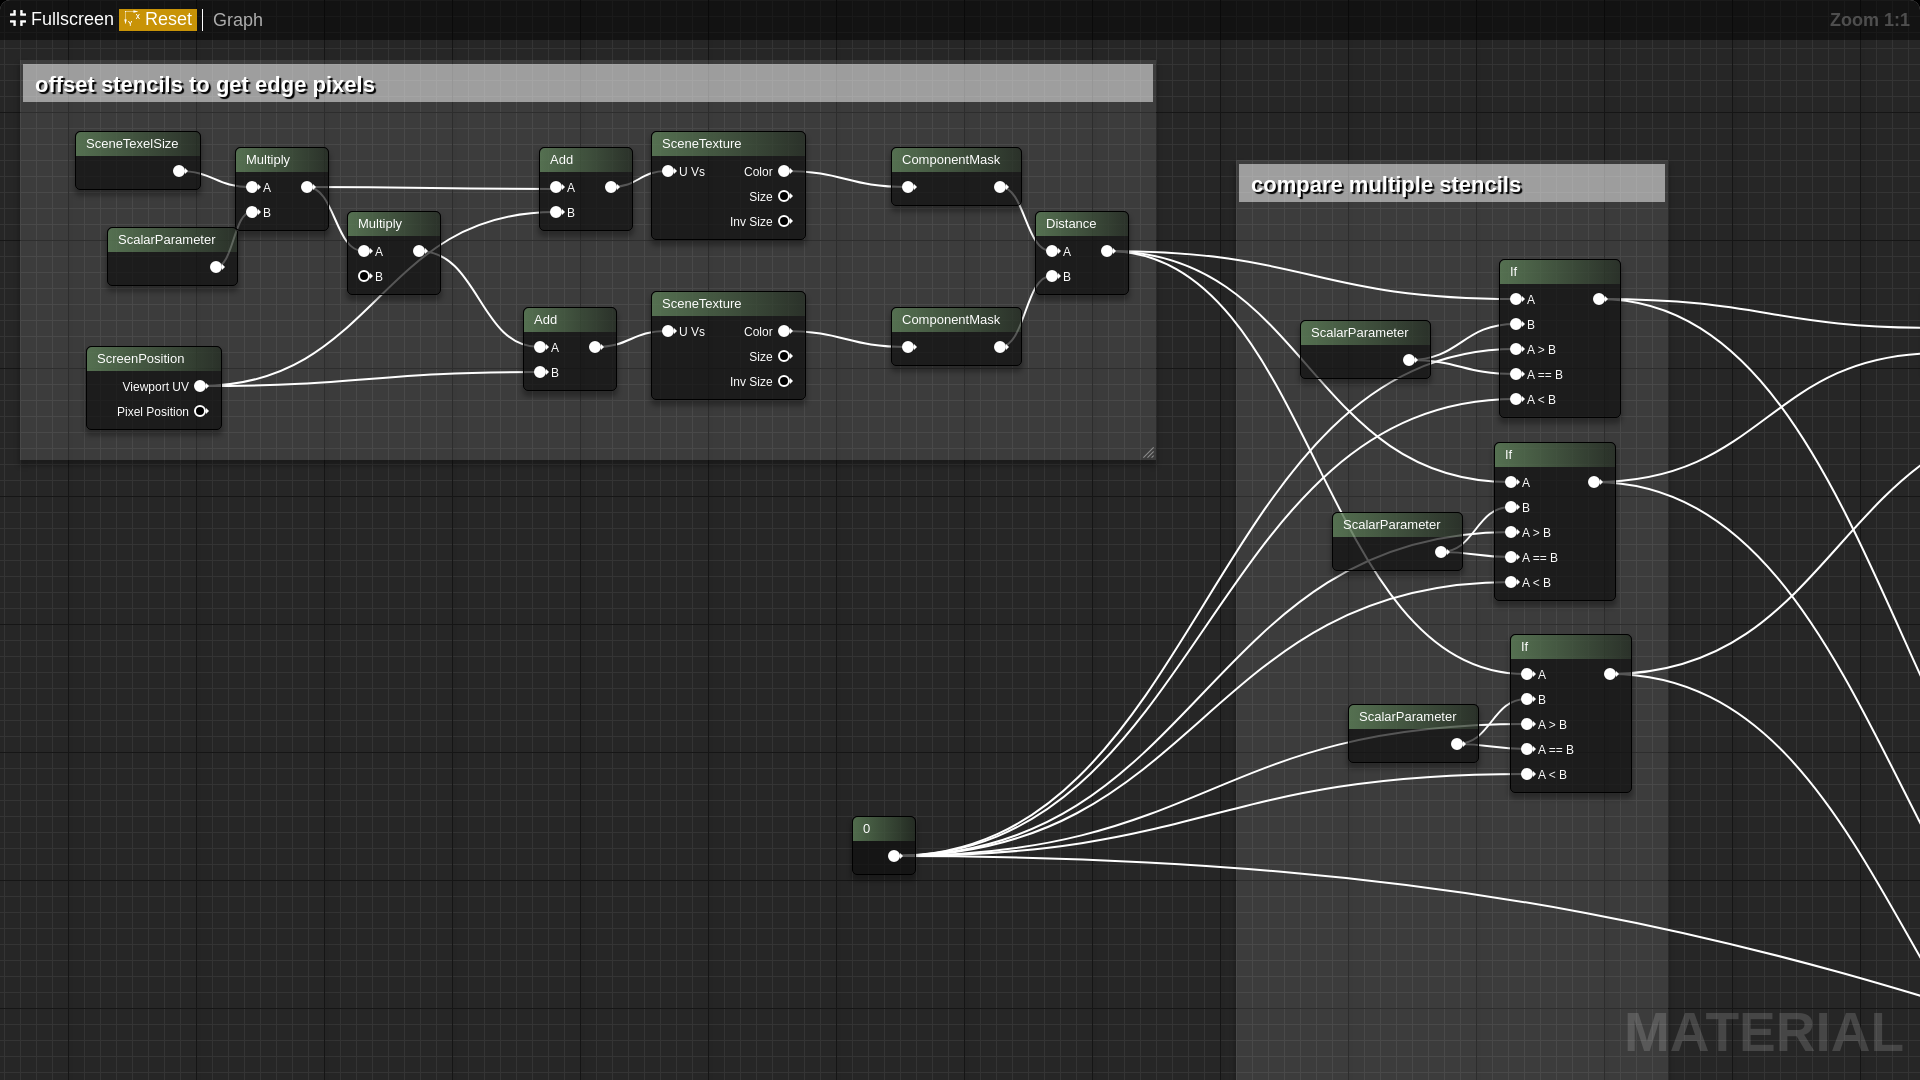 Fullscreen Reset Graph Zoom 1:1
offset stencils to get edge pixels
SceneTexelSize
Multiply
A
B
ScalarParameter
Multiply
A
B
ScreenPosition
Viewport UV
Pixel Position
Add
A
B
Add
A
B
SceneTexture
U Vs Color
Size
Inv Size
SceneTexture
U Vs Color
Size
Inv Size
ComponentMask
ComponentMask
Distance
A
B
compare multiple stencils
ScalarParameter
If
A
B
A > B
A == B
A < B
ScalarParameter
If
A
B
A > B
A == B
A < B
ScalarParameter
If
A
B
A > B
A == B
A < B
0
MATERIAL